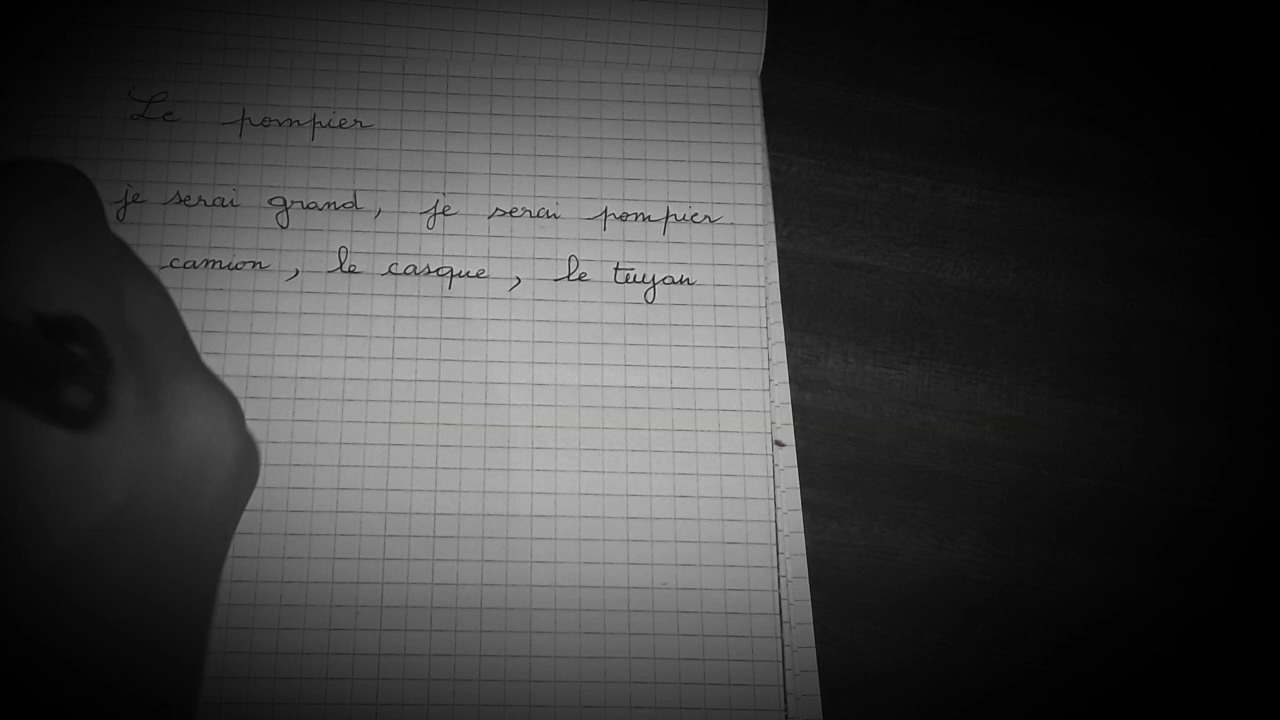 Le pompier
je serai grand, je serai pompier
camion, le casque, le tuyau